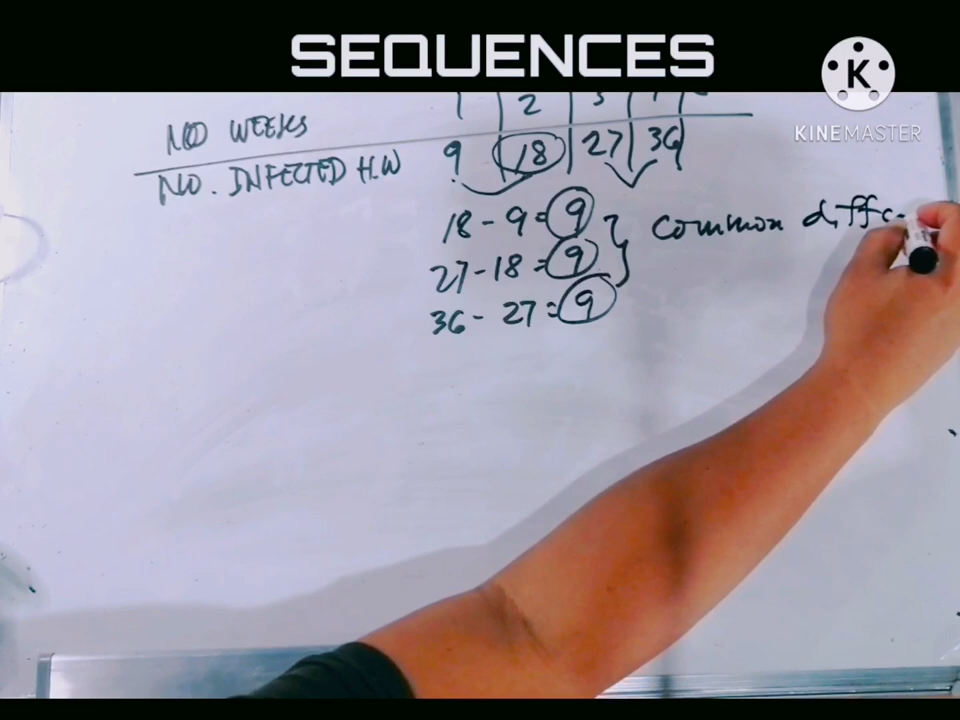 SEQUENCES
K
KINEMASTER
NO WEEKS 1 2 3
NO. INFECTED H.W 9 18 27 36
18 - 9 = 9
27 - 18 = 9
36 - 27 = 9
common diffe